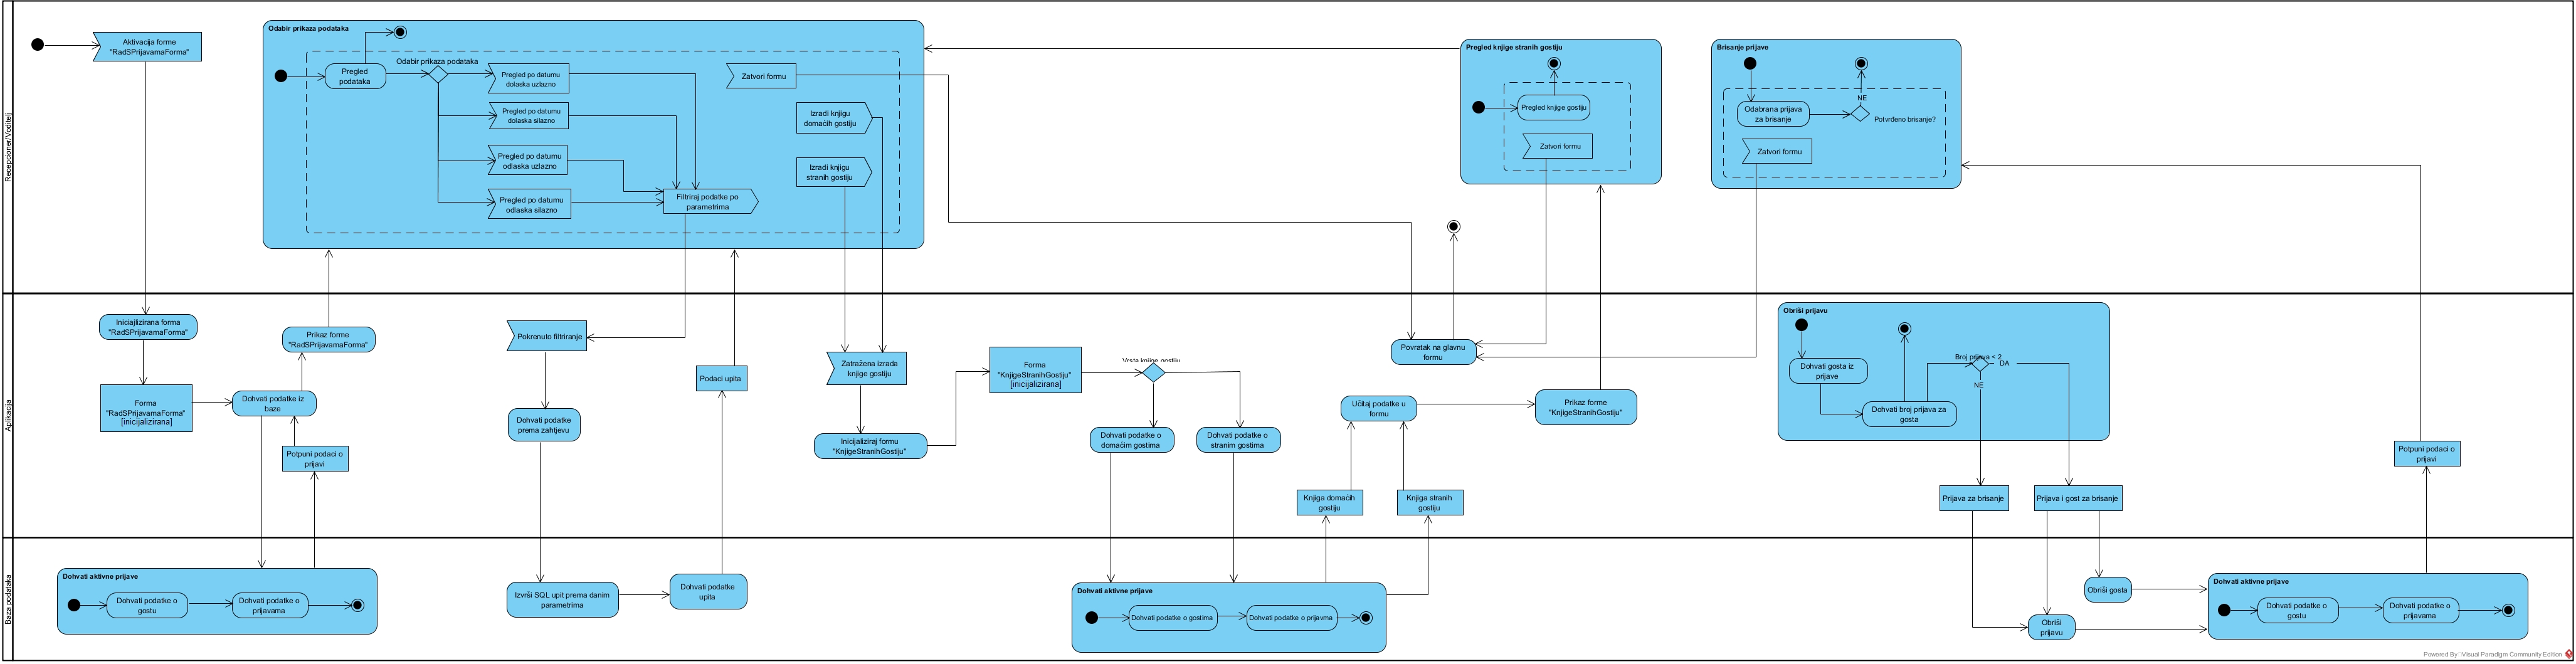 Recepcioner/Voditelj
Aktivacija forme
"RadSPrijavamaForma"
Odabir prikaza podataka
Pregled
podataka
Odabir prikaza podataka
Pregled po datumu
dolaska uzlazno
Pregled po datumu
dolaska silazno
Pregled po datumu
odlaska uzlazno
Pregled po datumu
odlaska silazno
Filtriraj podatke po
parametrima
Zatvori formu
Izradi knjigu
domaćih gostiju
Izradi knjigu
stranih gostiju
Pregled knjige stranih gostiju
Pregled knjige gostiju
Zatvori formu
Brisanje prijave
Odabrana prijava
za brisanje
NE
Potvrđeno brisanje?
Zatvori formu
Aplikacija
Iniciajlizirana forma
"RadSPrijavamaForma"
Forma
"RadSPrijavamaForma"
[inicijalizirana]
Prikaz forme
"RadSPrijavamaForma"
Dohvati podatke iz
baze
Potpuni podaci o
prijavi
Pokrenuto filtriranje
Dohvati podatke
prema zahtjevu
Podaci upita
Zatražena izrada
knjige gostiju
Inicijaliziraj formu
"KnjigeStranihGostiju"
Forma
"KnjigeStranihGostiju"
[inicijalizirana]
Vrsta knjige gostiju
Dohvati podatke o
domaćim gostima
Dohvati podatke o
stranim gostima
Povratak na glavnu
formu
Učitaj podatke u
formu
Prikaz forme
"KnjigeStranihGostiju"
Knjiga domaćih
gostiju
Knjiga stranih
gostiju
Obriši prijavu
Dohvati gosta iz
prijave
Dohvati broj prijava za
gosta
Broj prijava < 2
DA
NE
Prijava za brisanje
Prijava i gost za brisanje
Potpuni podaci o
prijavi
Baza podataka
Dohvati aktivne prijave
Dohvati podatke o
gostu
Dohvati podatke o
prijavama
Izvrši SQL upit prema danim
parametrima
Dohvati podatke
upita
Dohvati aktivne prijave
Dohvati podatke o gostima
Dohvati podatke o prijavma
Obriši gosta
Obriši
prijavu
Dohvati aktivne prijave
Dohvati podatke o
gostu
Dohvati podatke o
prijavama
Powered By Visual Paradigm Community Edition